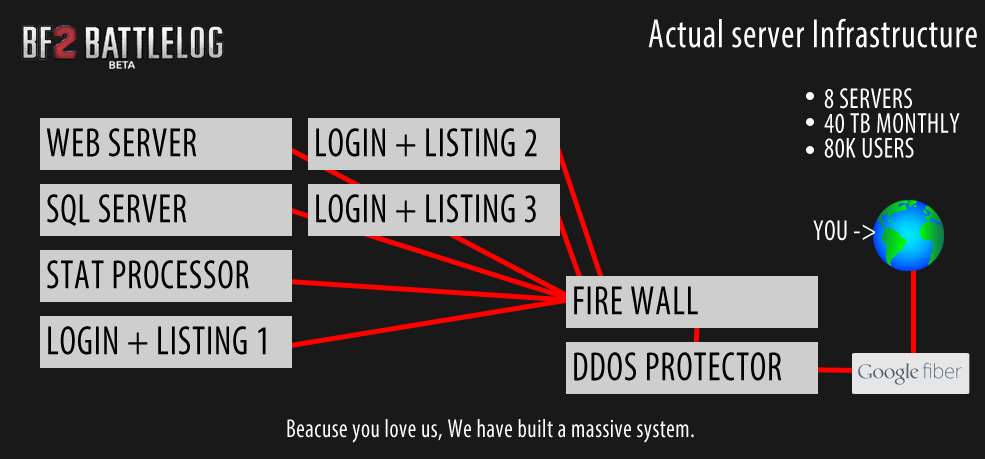 BF2 BATTLELOG
BETA
Actual server Infrastructure
• 8 SERVERS
• 40 TB MONTHLY
• 80K USERS
WEB SERVER
LOGIN + LISTING 2
SQL SERVER
LOGIN + LISTING 3
YOU ->
STAT PROCESSOR
FIRE WALL
LOGIN + LISTING 1
DDOS PROTECTOR
Google fiber
Beacuse you love us, We have built a massive system.